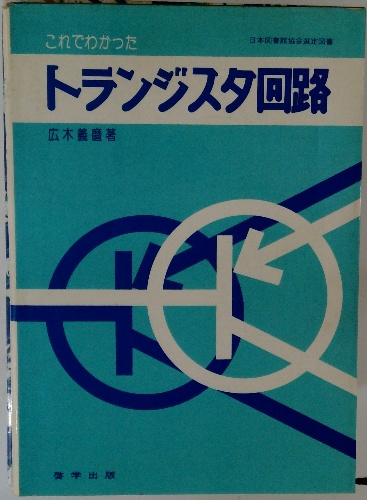 これでわかった
日本図書館協会選定図書
トランジスタ回路
広木義磨著
啓学出版